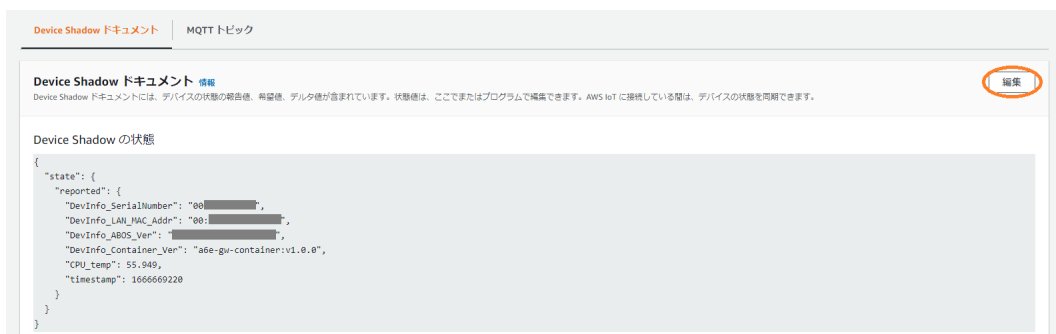 Device Shadow ドキュメント
MQTT トピック
Device Shadow ドキュメント 情報
編集
Device Shadow ドキュメントには、デバイスの状態の報告値、希望値、デルタ値が含まれています。状態値は、ここでまたはプログラムで編集できます。AWS IoT に接続している間は、デバイスの状態を同期できます。
Device Shadow の状態
{
"state": {
"reported": {
"DevInfo_SerialNumber": "00 ",
"DevInfo_LAN_MAC_Addr": "00: ",
"DevInfo_ABOS_Ver": " ",
"DevInfo_Container_Ver": "a6e-gw-container:v1.0.0",
"CPU_temp": 55.949,
"timestamp": 1666669220
}
}
}